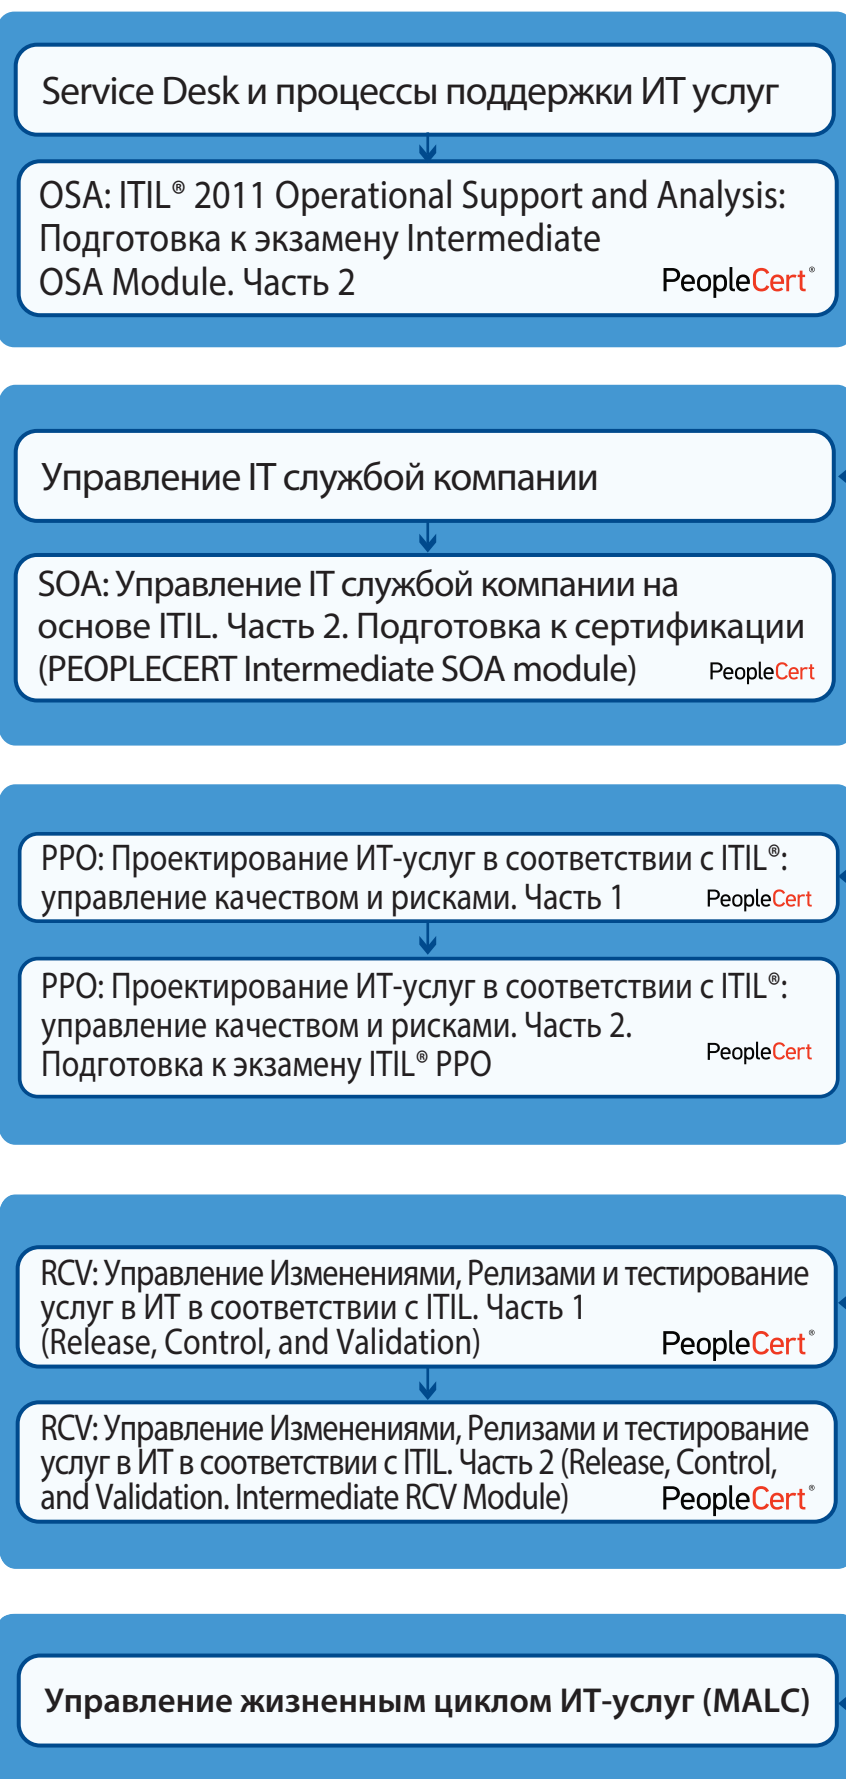 Service Desk и процессы поддержки ИТ услуг
OSA: ITIL® 2011 Operational Support and Analysis:
Подготовка к экзамену Intermediate
OSA Module. Часть 2
PeopleCert®
Управление IT службой компании
SOA: Управление IT службой компании на
основе ITIL. Часть 2. Подготовка к сертификации
(PEOPLECERT Intermediate SOA module)
PeopleCert
PPO: Проектирование ИТ-услуг в соответствии с ITIL®:
управление качеством и рисками. Часть 1
PeopleCert
PPO: Проектирование ИТ-услуг в соответствии с ITIL®:
управление качеством и рисками. Часть 2.
Подготовка к экзамену ITIL® PPO
PeopleCert
RCV: Управление Изменениями, Релизами и тестирование
услуг в ИТ в соответствии с ITIL. Часть 1
(Release, Control, and Validation)
PeopleCert®
RCV: Управление Изменениями, Релизами и тестирование
услуг в ИТ в соответствии с ITIL. Часть 2 (Release, Control,
and Validation. Intermediate RCV Module)
PeopleCert®
Управление жизненным циклом ИТ-услуг (MALC)